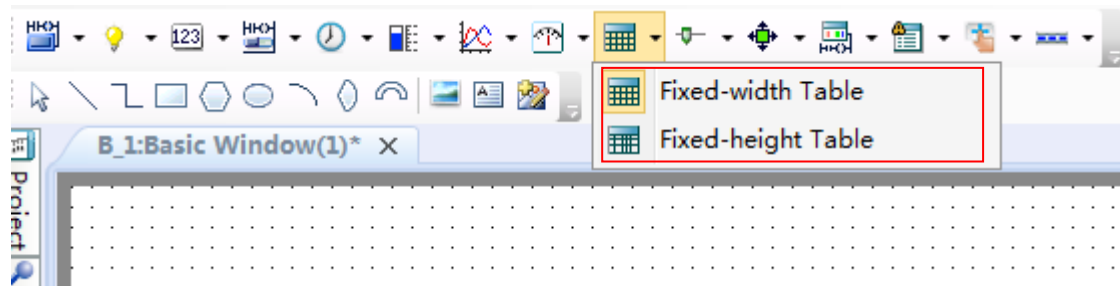 123
Fixed-width Table
Fixed-height Table
B_1:Basic Window(1)*
Project